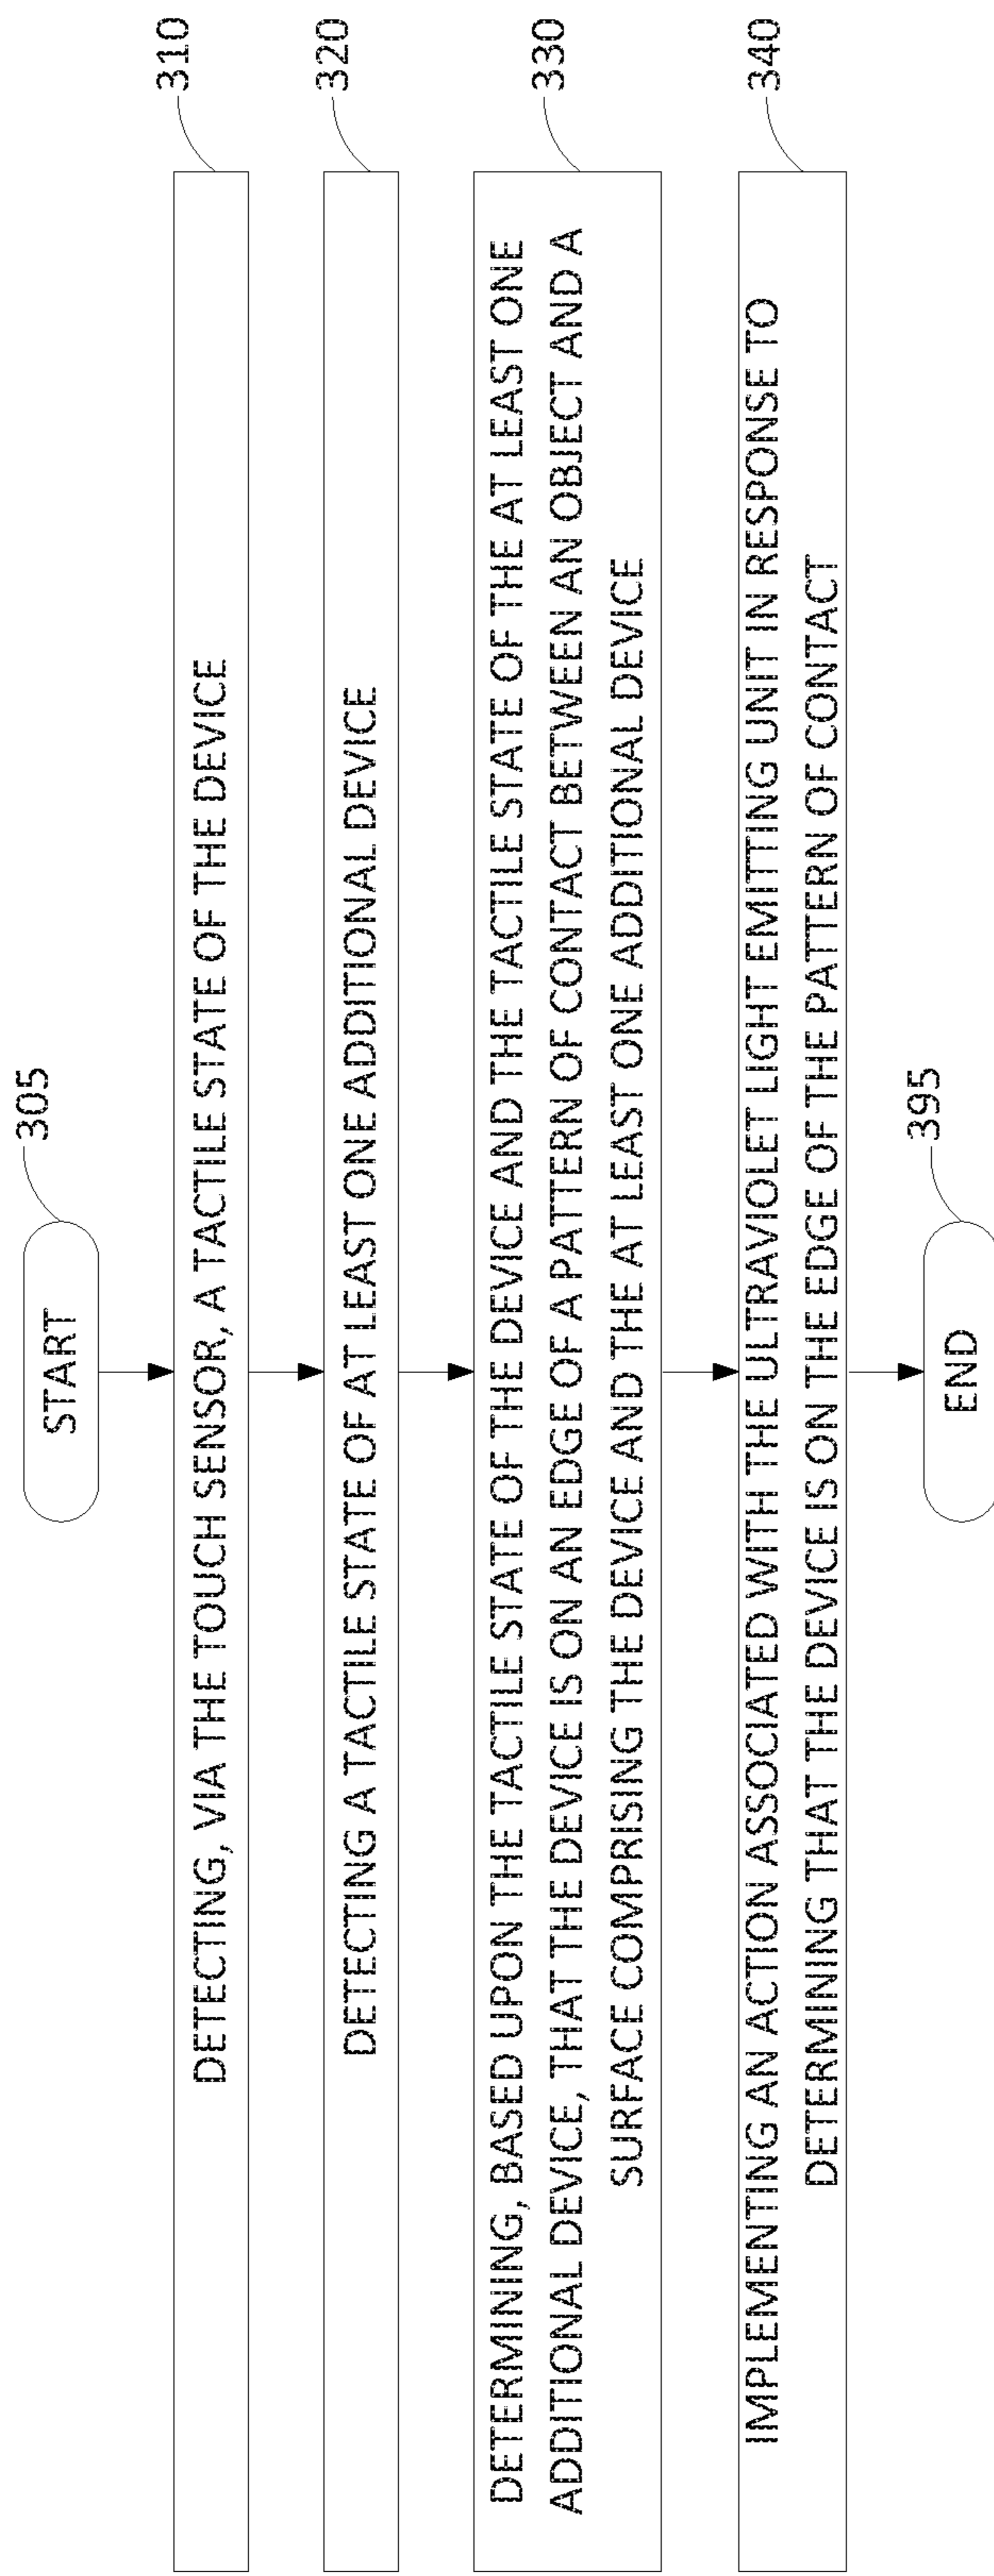 305
START
310
DETECTING, VIA THE TOUCH SENSOR, A TACTILE STATE OF THE DEVICE
320
DETECTING A TACTILE STATE OF AT LEAST ONE ADDITIONAL DEVICE
330
DETERMINING, BASED UPON THE TACTILE STATE OF THE DEVICE AND THE TACTILE STATE OF THE AT LEAST ONE
ADDITIONAL DEVICE, THAT THE DEVICE IS ON AN EDGE OF A PATTERN OF CONTACT BETWEEN AN OBJECT AND A
SURFACE COMPRISING THE DEVICE AND THE AT LEAST ONE ADDITIONAL DEVICE
340
IMPLEMENTING AN ACTION ASSOCIATED WITH THE ULTRAVIOLET LIGHT EMITTING UNIT IN RESPONSE TO
DETERMINING THAT THE DEVICE IS ON THE EDGE OF THE PATTERN OF CONTACT
395
END